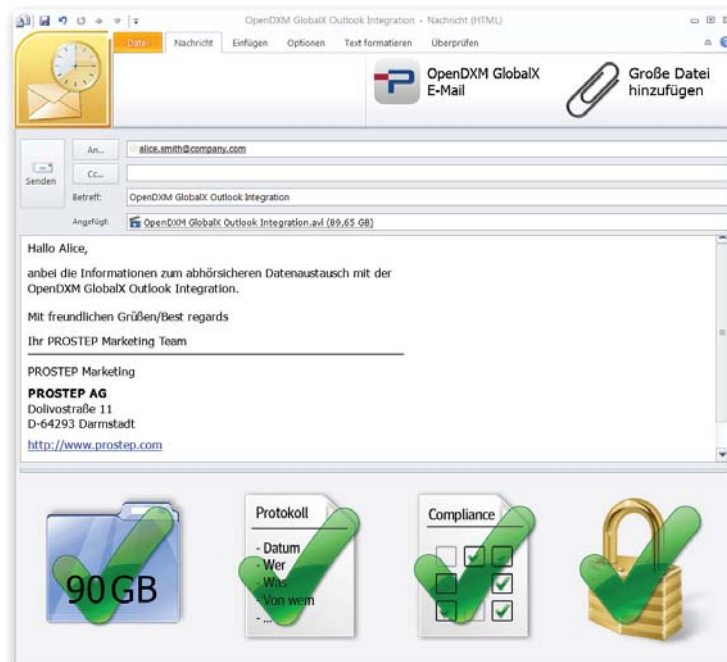 OpenDXM GlobalX Outlook Integration - Nachricht (HTML)
Datei Nachricht Einfügen Optionen Text formatieren Überprüfen
OpenDXM GlobalX
E-Mail
Große Datei
hinzufügen
Senden
An...
alice.smith@company.com
Cc...
Betreff:
OpenDXM GlobalX Outlook Integration
Angefügt:
OpenDXM GlobalX Outlook Integration.avi (89,65 GB)
Hallo Alice,
anbei die Informationen zum abhörsicheren Datenaustausch mit der
OpenDXM GlobalX Outlook Integration.
Mit freundlichen Grüßen/Best regards
Ihr PROSTEP Marketing Team
PROSTEP Marketing
PROSTEP AG
Dolivostraße 11
D-64293 Darmstadt
http://www.prostep.com
90 GB
Protokoll
- Datum
- Wer
- Was
- Von wem
- ...
Compliance